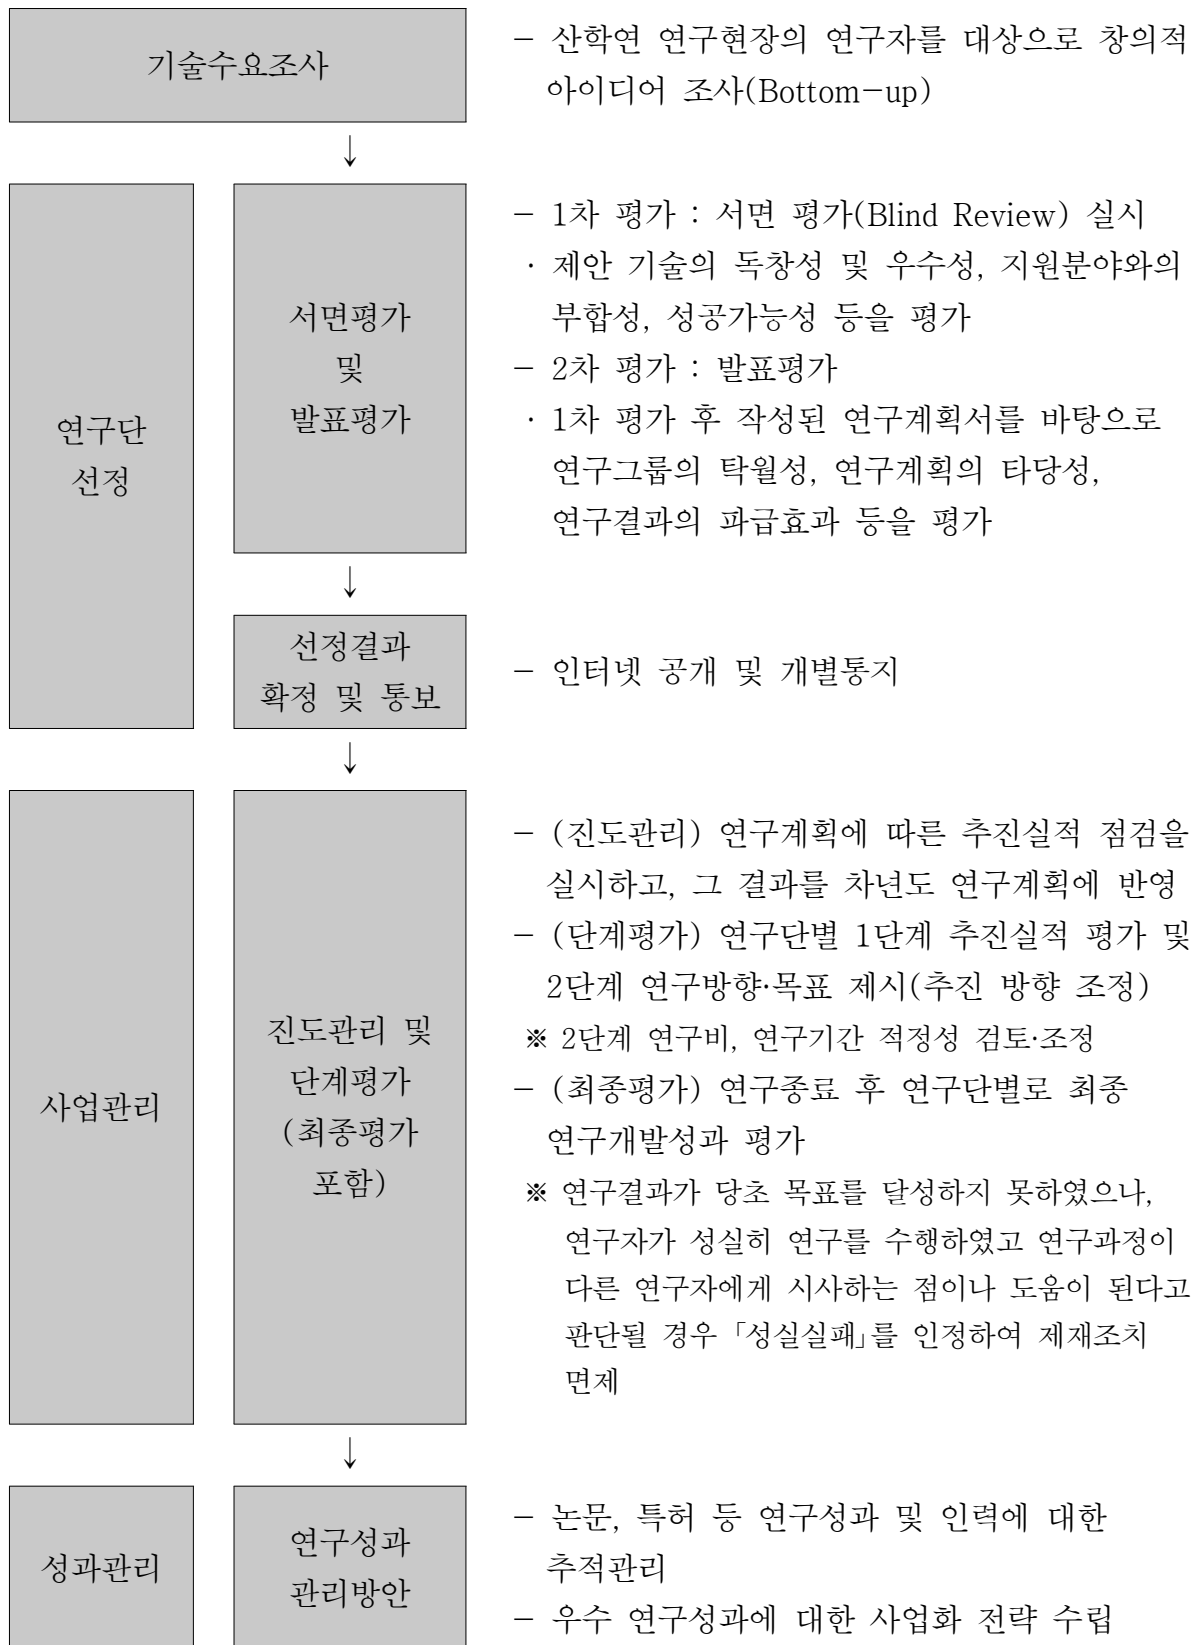 기술수요조사
− 산학연 연구현장의 연구자를 대상으로 창의적
아이디어 조사(Bottom−up)
↓
연구단
선정
서면평가
및
발표평가
− 1차 평가 : 서면 평가(Blind Review) 실시
· 제안 기술의 독창성 및 우수성, 지원분야와의
부합성, 성공가능성 등을 평가
− 2차 평가 : 발표평가
· 1차 평가 후 작성된 연구계획서를 바탕으로
연구그룹의 탁월성, 연구계획의 타당성,
연구결과의 파급효과 등을 평가
↓
선정결과
확정 및 통보
− 인터넷 공개 및 개별통지
↓
사업관리
진도관리 및
단계평가
(최종평가
포함)
− (진도관리) 연구계획에 따른 추진실적 점검을
실시하고, 그 결과를 차년도 연구계획에 반영
− (단계평가) 연구단별 1단계 추진실적 평가 및
2단계 연구방향·목표 제시(추진 방향 조정)
※ 2단계 연구비, 연구기간 적정성 검토·조정
− (최종평가) 연구종료 후 연구단별로 최종
연구개발성과 평가
※ 연구결과가 당초 목표를 달성하지 못하였으나,
연구자가 성실히 연구를 수행하였고 연구과정이
다른 연구자에게 시사하는 점이나 도움이 된다고
판단될 경우 「성실실패」를 인정하여 제재조치
면제
↓
성과관리
연구성과
관리방안
− 논문, 특허 등 연구성과 및 인력에 대한
추적관리
− 우수 연구성과에 대한 사업화 전략 수립